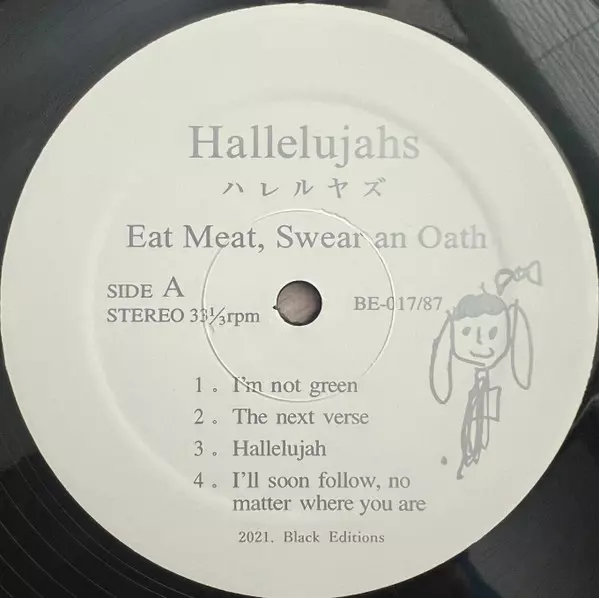 Hallelujahs
ハレルヤズ
Eat Meat, Swear an Oath
SIDE A
STEREO 33⅓rpm
BE-017/87
1。I'm not green
2。The next verse
3。Hallelujah
4。I'll soon follow, no
matter where you are
2021. Black Editions